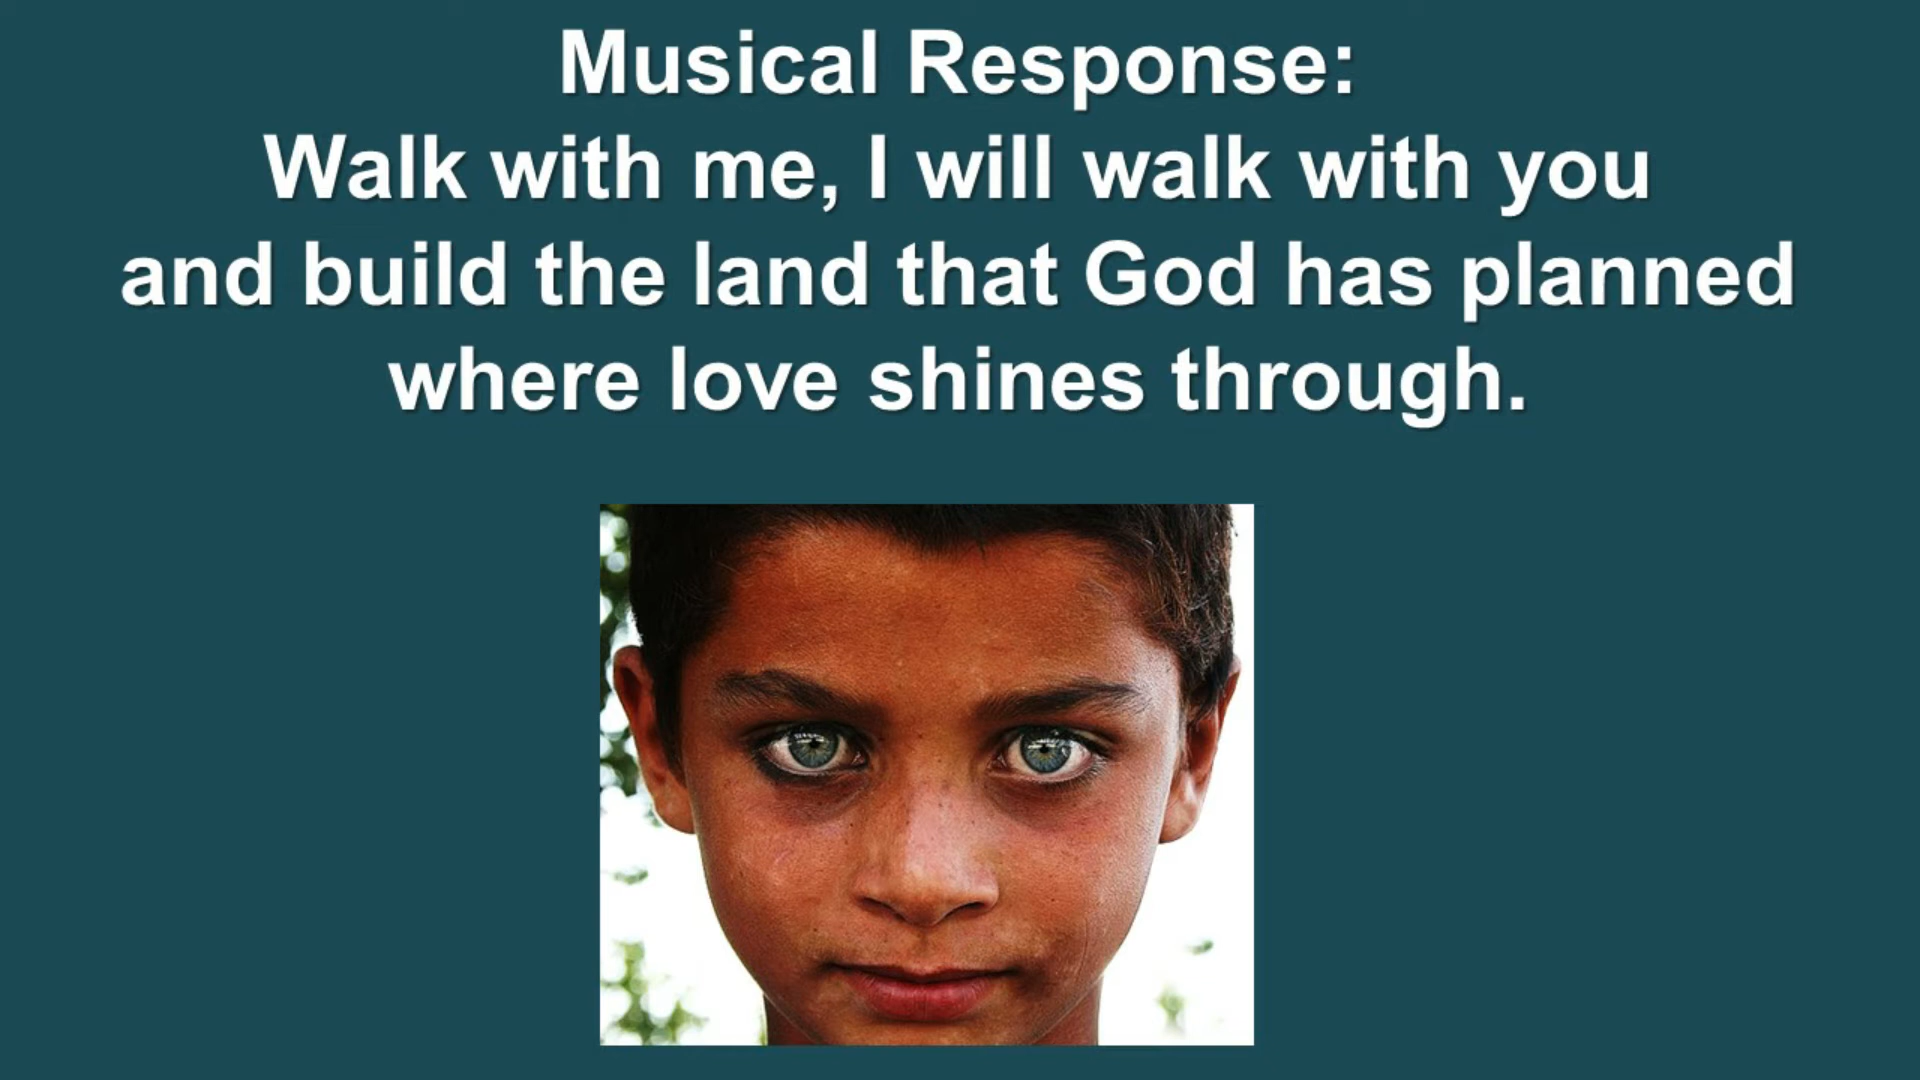 Musical Response:
Walk with me, I will walk with you
and build the land that God has planned
where love shines through.